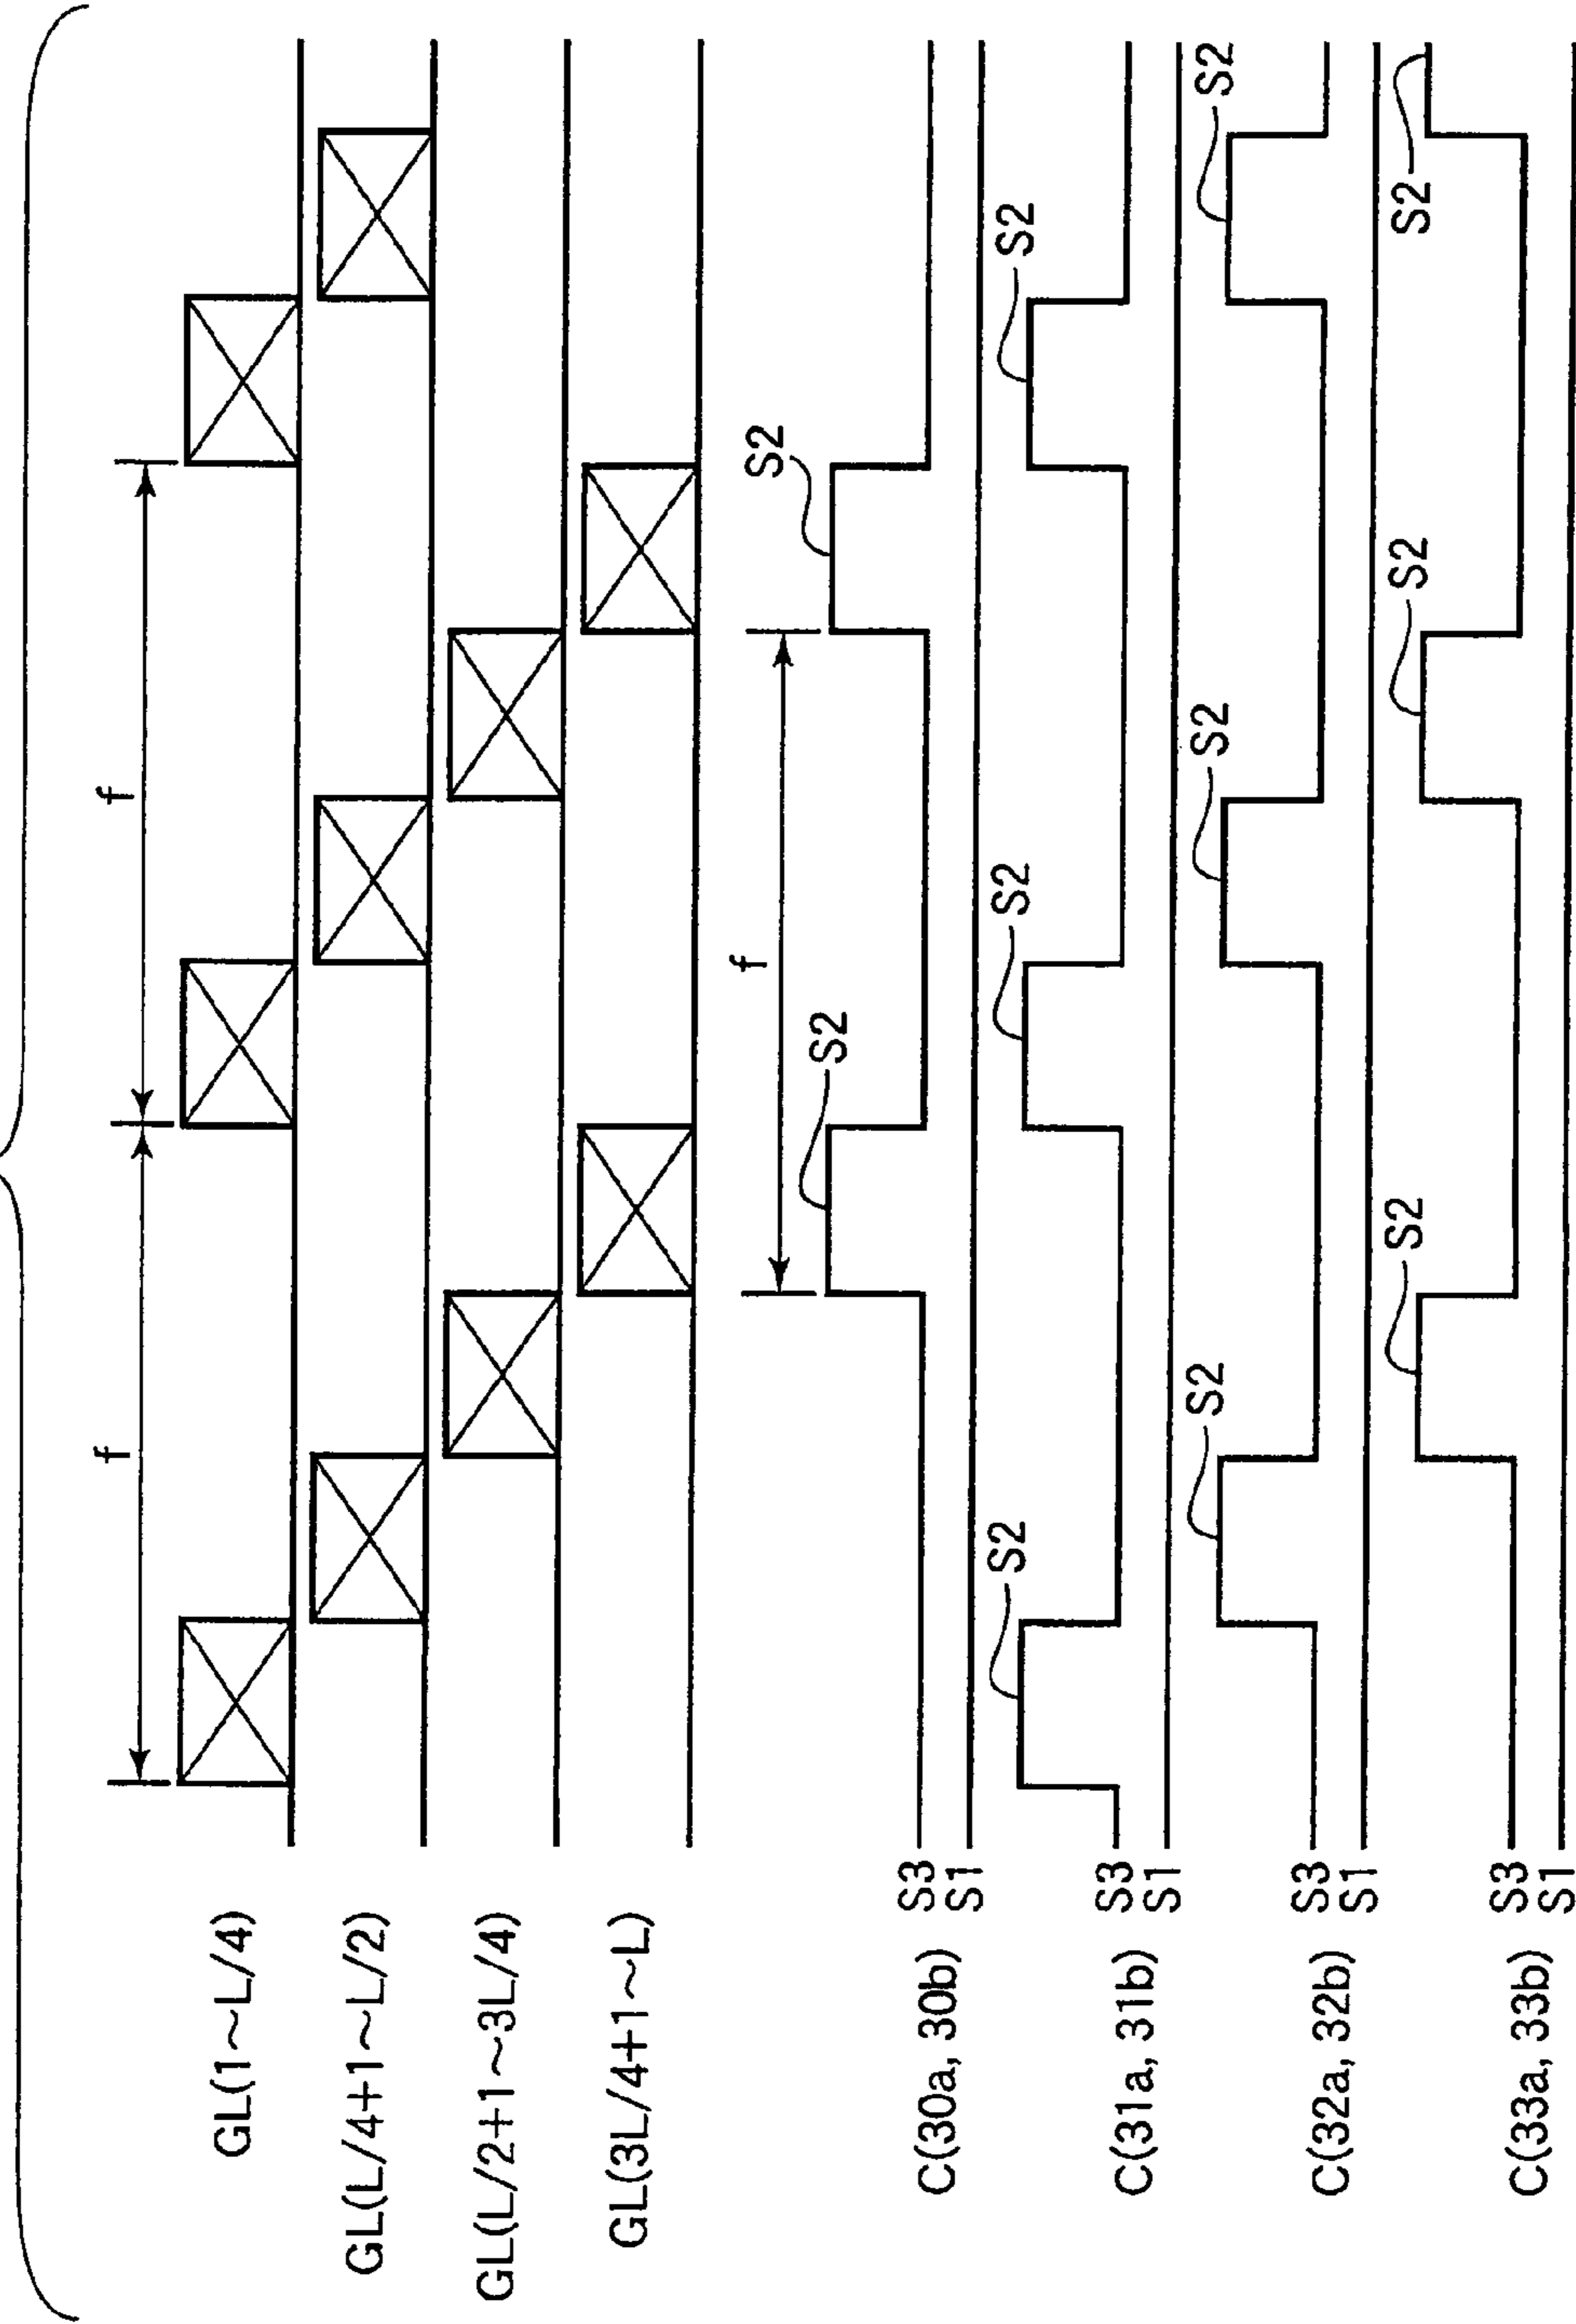 f f
GL(1~L/4)
GL(L/4+1~L/2)
GL(L/2+1~3L/4)
GL(3L/4+1~L)
f
S2 S2
C(30a, 30b) S3
S1
S2 S2 S2
C(31a, 31b) S3
S1
S2 S2 S2
C(32a, 32b) S3
S1
S2 S2 S2
C(33a, 33b) S3
S1